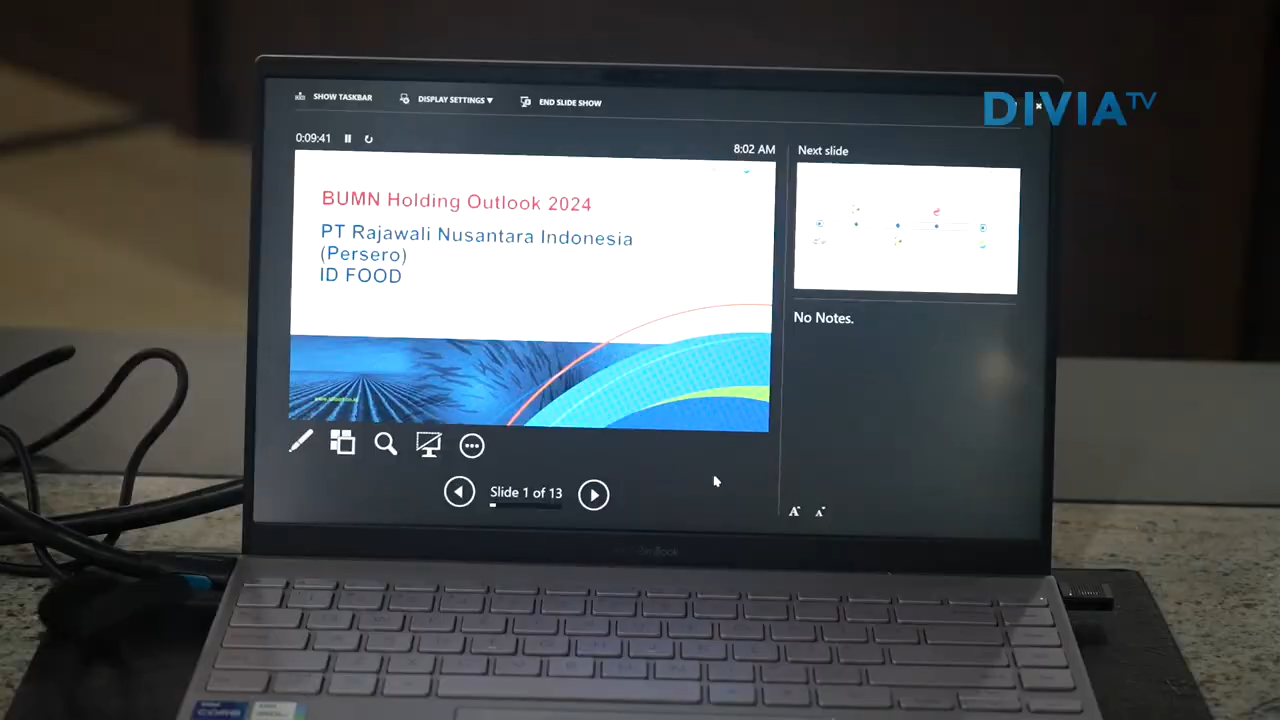 DIVIA TV
SHOW TASKBAR
DISPLAY SETTINGS ▼
END SLIDE SHOW
0:09:41
8:02 AM
Next slide
BUMN Holding Outlook 2024
PT Rajawali Nusantara Indonesia
(Persero)
ID FOOD
No Notes.
Slide 1 of 13